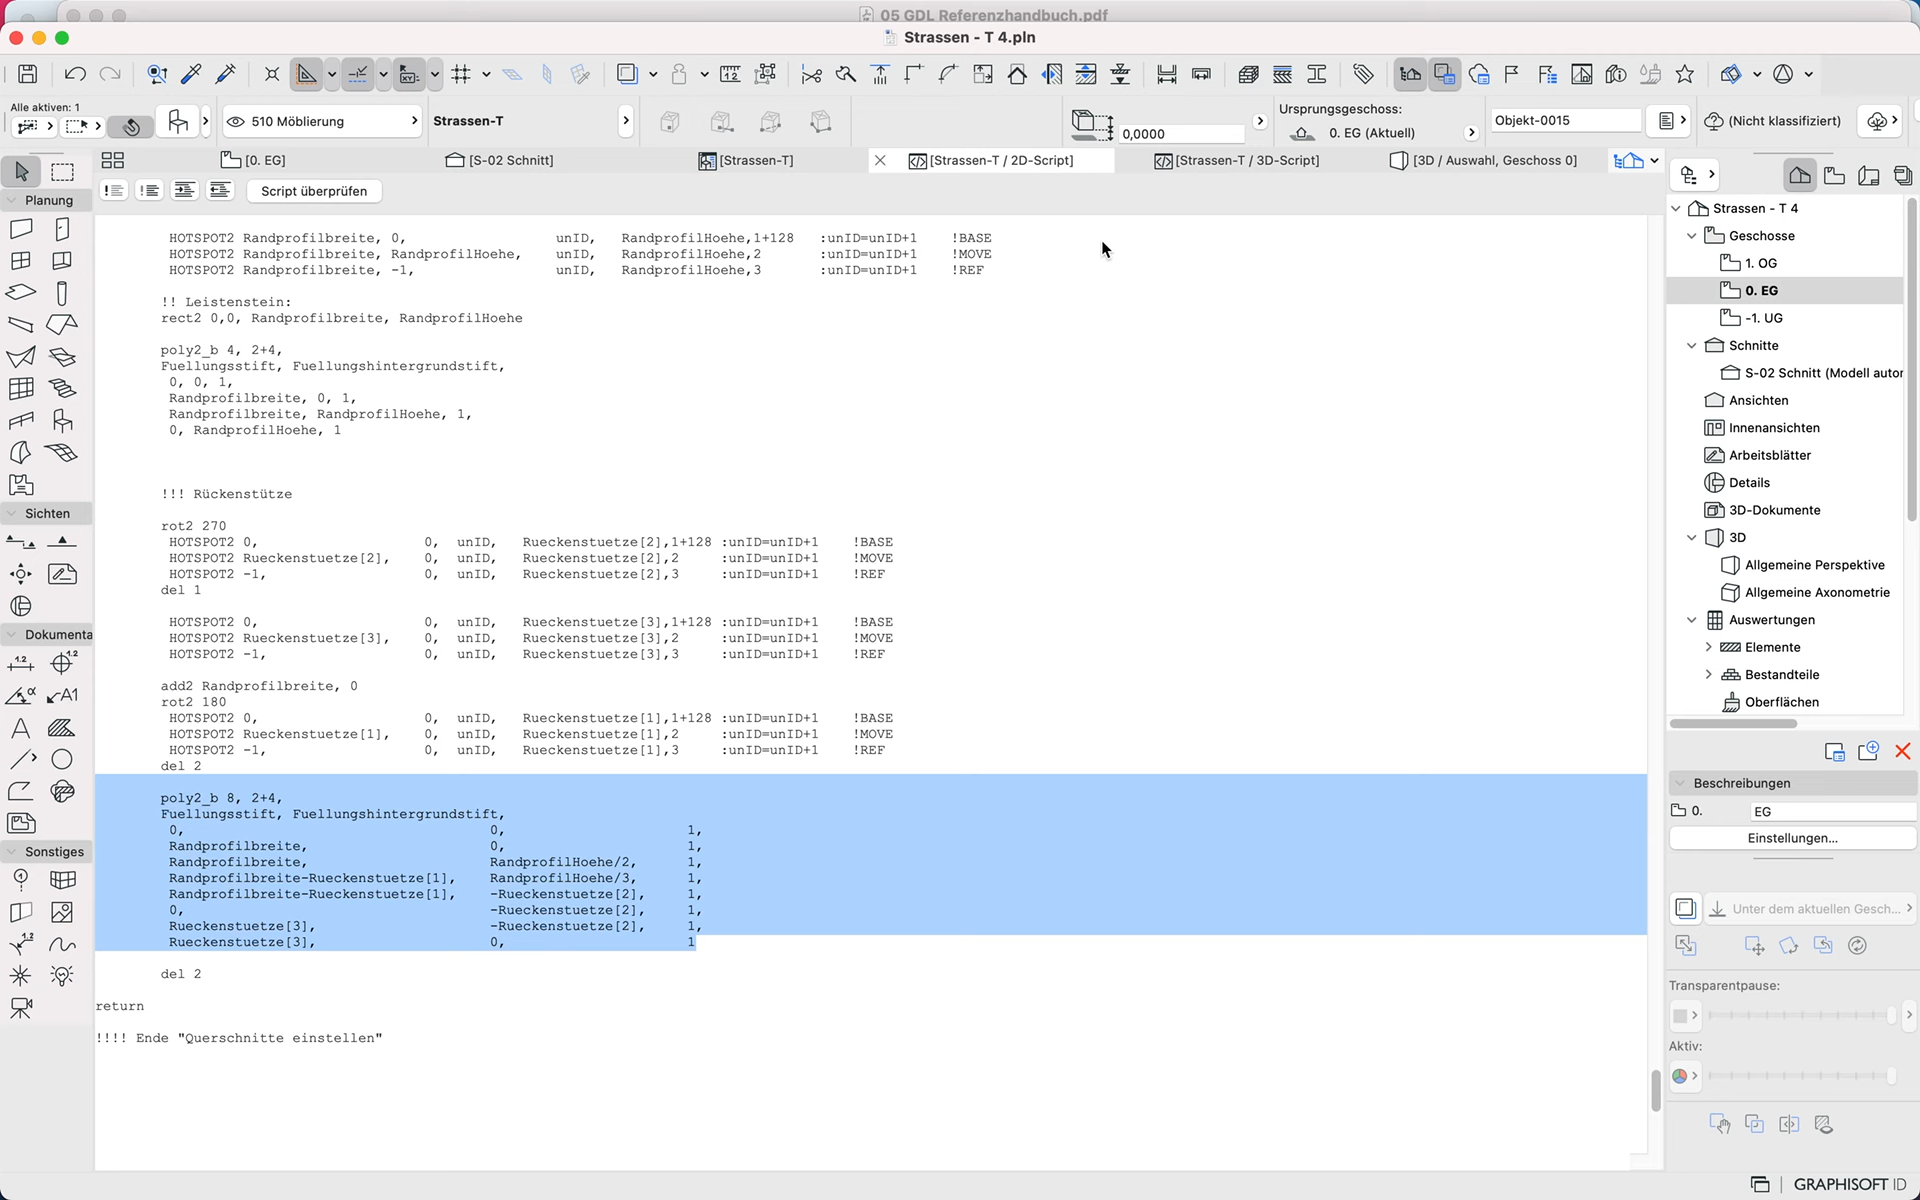 05 GDL Referenzhandbuch.pdf
Strassen - T 4.pln
Alle aktiven: 1
510 Möblierung
Strassen-T
0,0000
Ursprungsgeschoss:
0. EG (Aktuell)
Objekt-0015
(Nicht klassifiziert)
[0. EG]
[S-02 Schnitt]
[Strassen-T]
[Strassen-T / 2D-Script]
[Strassen-T / 3D-Script]
[3D / Auswahl, Geschoss 0]
Script überprüfen
Planung
Sichten
Dokumenta
Sonstiges
HOTSPOT2 Randprofilbreite, 0, unID, RandprofilHoehe,1+128 :unID=unID+1 !BASE
HOTSPOT2 Randprofilbreite, RandprofilHoehe, unID, RandprofilHoehe,2 :unID=unID+1 !MOVE
HOTSPOT2 Randprofilbreite, -1, unID, RandprofilHoehe,3 :unID=unID+1 !REF
!! Leistenstein:
rect2 0,0, Randprofilbreite, RandprofilHoehe
poly2_b 4, 2+4,
Fuellungsstift, Fuellungshintergrundstift,
0, 0, 1,
Randprofilbreite, 0, 1,
Randprofilbreite, RandprofilHoehe, 1,
0, RandprofilHoehe, 1
!!! Rückenstütze
rot2 270
HOTSPOT2 0, 0, unID, Rueckenstuetze[2],1+128 :unID=unID+1 !BASE
HOTSPOT2 Rueckenstuetze[2], 0, unID, Rueckenstuetze[2],2 :unID=unID+1 !MOVE
HOTSPOT2 -1, 0, unID, Rueckenstuetze[2],3 :unID=unID+1 !REF
del 1
HOTSPOT2 0, 0, unID, Rueckenstuetze[3],1+128 :unID=unID+1 !BASE
HOTSPOT2 Rueckenstuetze[3], 0, unID, Rueckenstuetze[3],2 :unID=unID+1 !MOVE
HOTSPOT2 -1, 0, unID, Rueckenstuetze[3],3 :unID=unID+1 !REF
add2 Randprofilbreite, 0
rot2 180
HOTSPOT2 0, 0, unID, Rueckenstuetze[1],1+128 :unID=unID+1 !BASE
HOTSPOT2 Rueckenstuetze[1], 0, unID, Rueckenstuetze[1],2 :unID=unID+1 !MOVE
HOTSPOT2 -1, 0, unID, Rueckenstuetze[1],3 :unID=unID+1 !REF
del 2
poly2_b 8, 2+4,
Fuellungsstift, Fuellungshintergrundstift,
0, 0, 1,
Randprofilbreite, 0, 1,
Randprofilbreite, RandprofilHoehe/2, 1,
Randprofilbreite-Rueckenstuetze[1], RandprofilHoehe/3, 1,
Randprofilbreite-Rueckenstuetze[1], -Rueckenstuetze[2], 1,
0, -Rueckenstuetze[2], 1,
Rueckenstuetze[3], -Rueckenstuetze[2], 1,
Rueckenstuetze[3], 0, 1
del 2
return
!!!! Ende "Querschnitte einstellen"
Strassen - T 4
Geschosse
1. OG
0. EG
-1. UG
Schnitte
S-02 Schnitt (Modell autor
Ansichten
Innenansichten
Arbeitsblätter
Details
3D-Dokumente
3D
Allgemeine Perspektive
Allgemeine Axonometrie
Auswertungen
Elemente
Bestandteile
Oberflächen
Beschreibungen
0. EG
Einstellungen...
Unter dem aktuellen Gesch...
Transparentpause:
Aktiv:
GRAPHISOFT ID